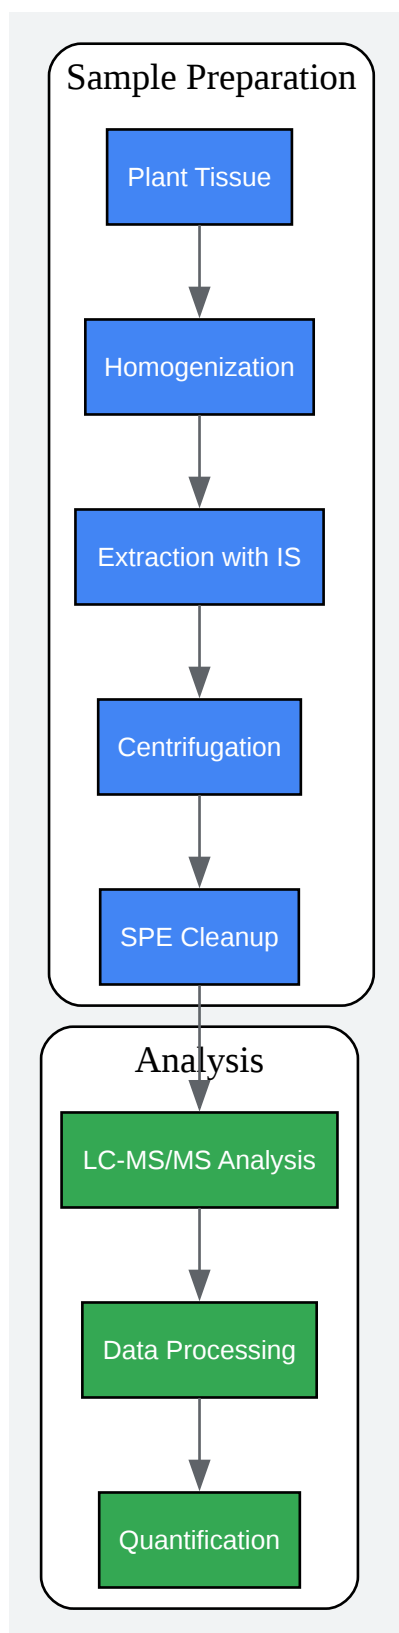 Sample Preparation
Plant Tissue
Homogenization
Extraction with IS
Centrifugation
SPE Cleanup
Analysis
LC-MS/MS Analysis
Data Processing
Quantification